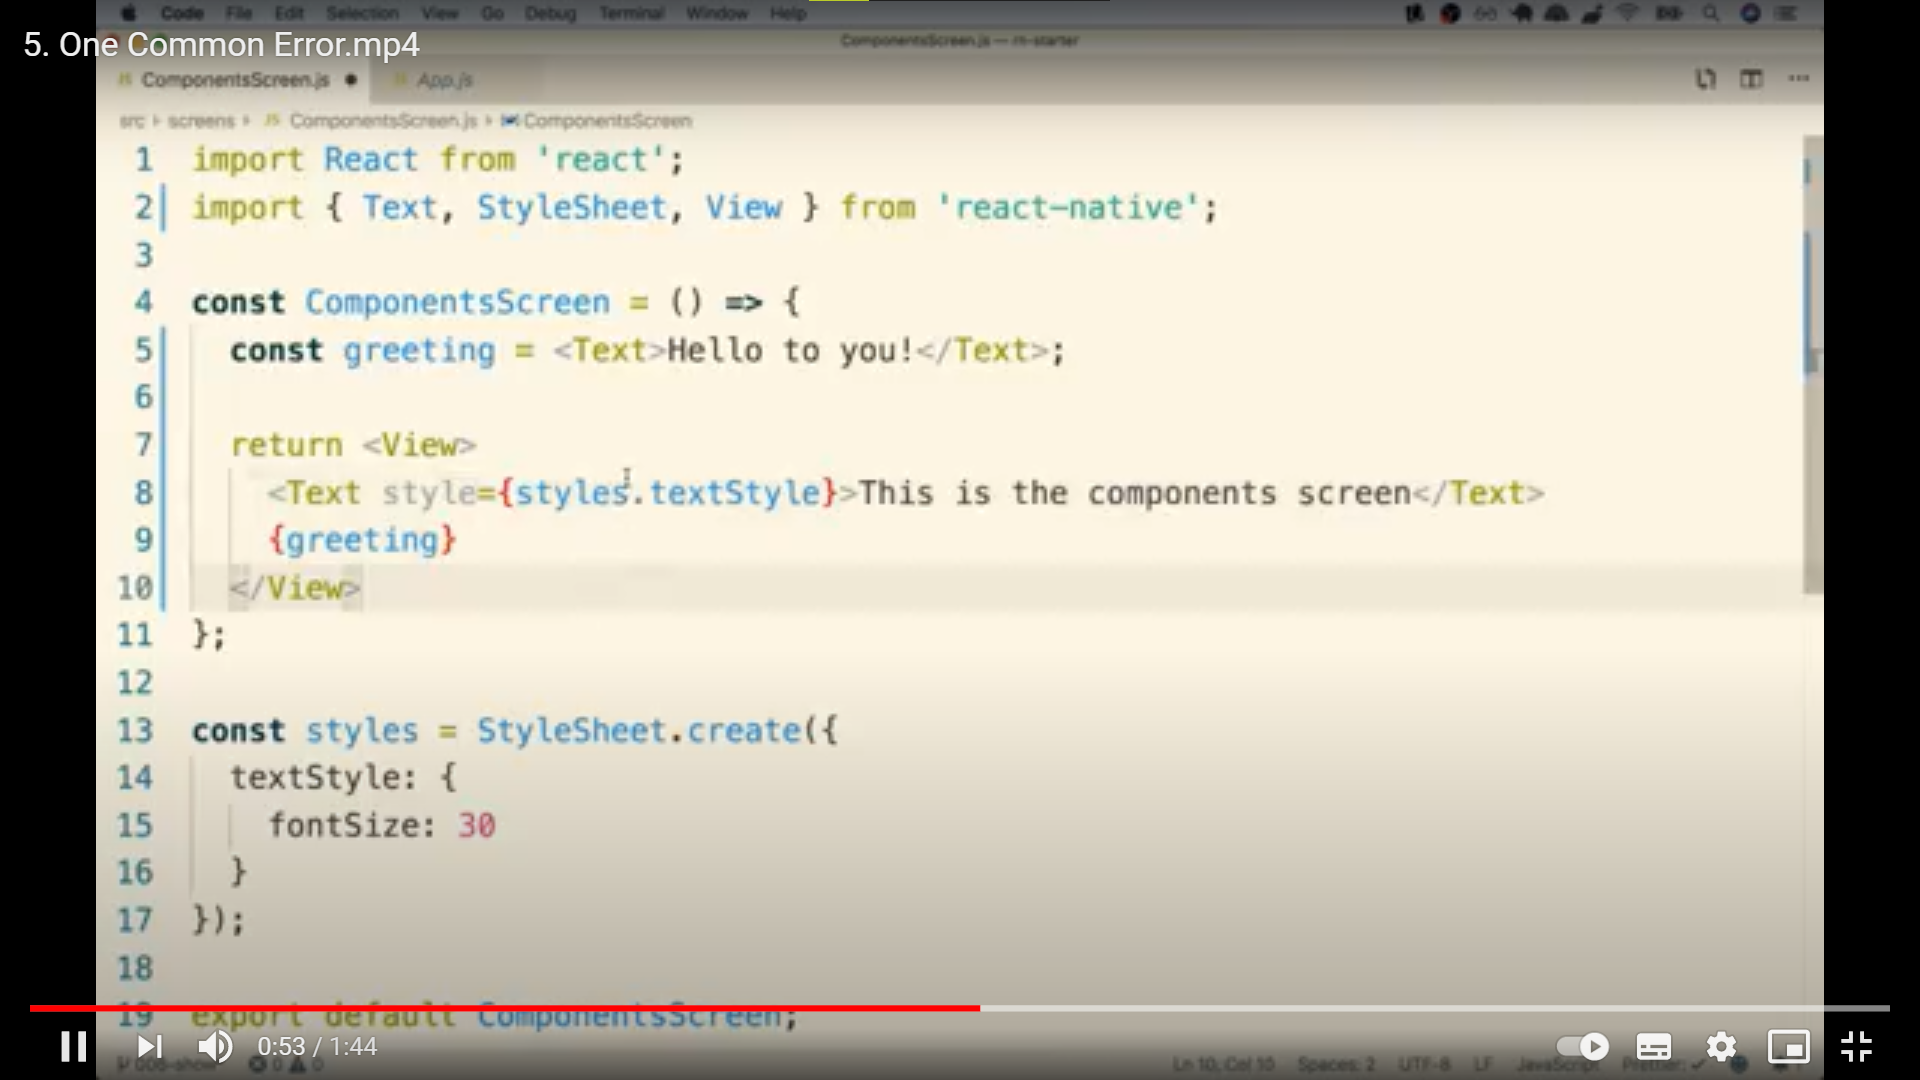 Code File Edit Selection View Go Debug Terminal Window Help
5. One Common Error.mp4
ComponentsScreen.js — rn-starter
JS ComponentsScreen.js ● JS App.js
src › screens › JS ComponentsScreen.js › ComponentsScreen
1 import React from 'react';
2 import { Text, StyleSheet, View } from 'react-native';
3
4 const ComponentsScreen = () => {
5 const greeting = <Text>Hello to you!</Text>;
6
7 return <View>
8 <Text style={styles.textStyle}>This is the components screen</Text>
9 {greeting}
10 </View>
11 };
12
13 const styles = StyleSheet.create({
14 textStyle: {
15 fontSize: 30
16 }
17 });
18
19 export default ComponentsScreen;
0:53 / 1:44
Ln 10, Col 10 Spaces: 2 UTF-8 LF JavaScript Prettier: ✓